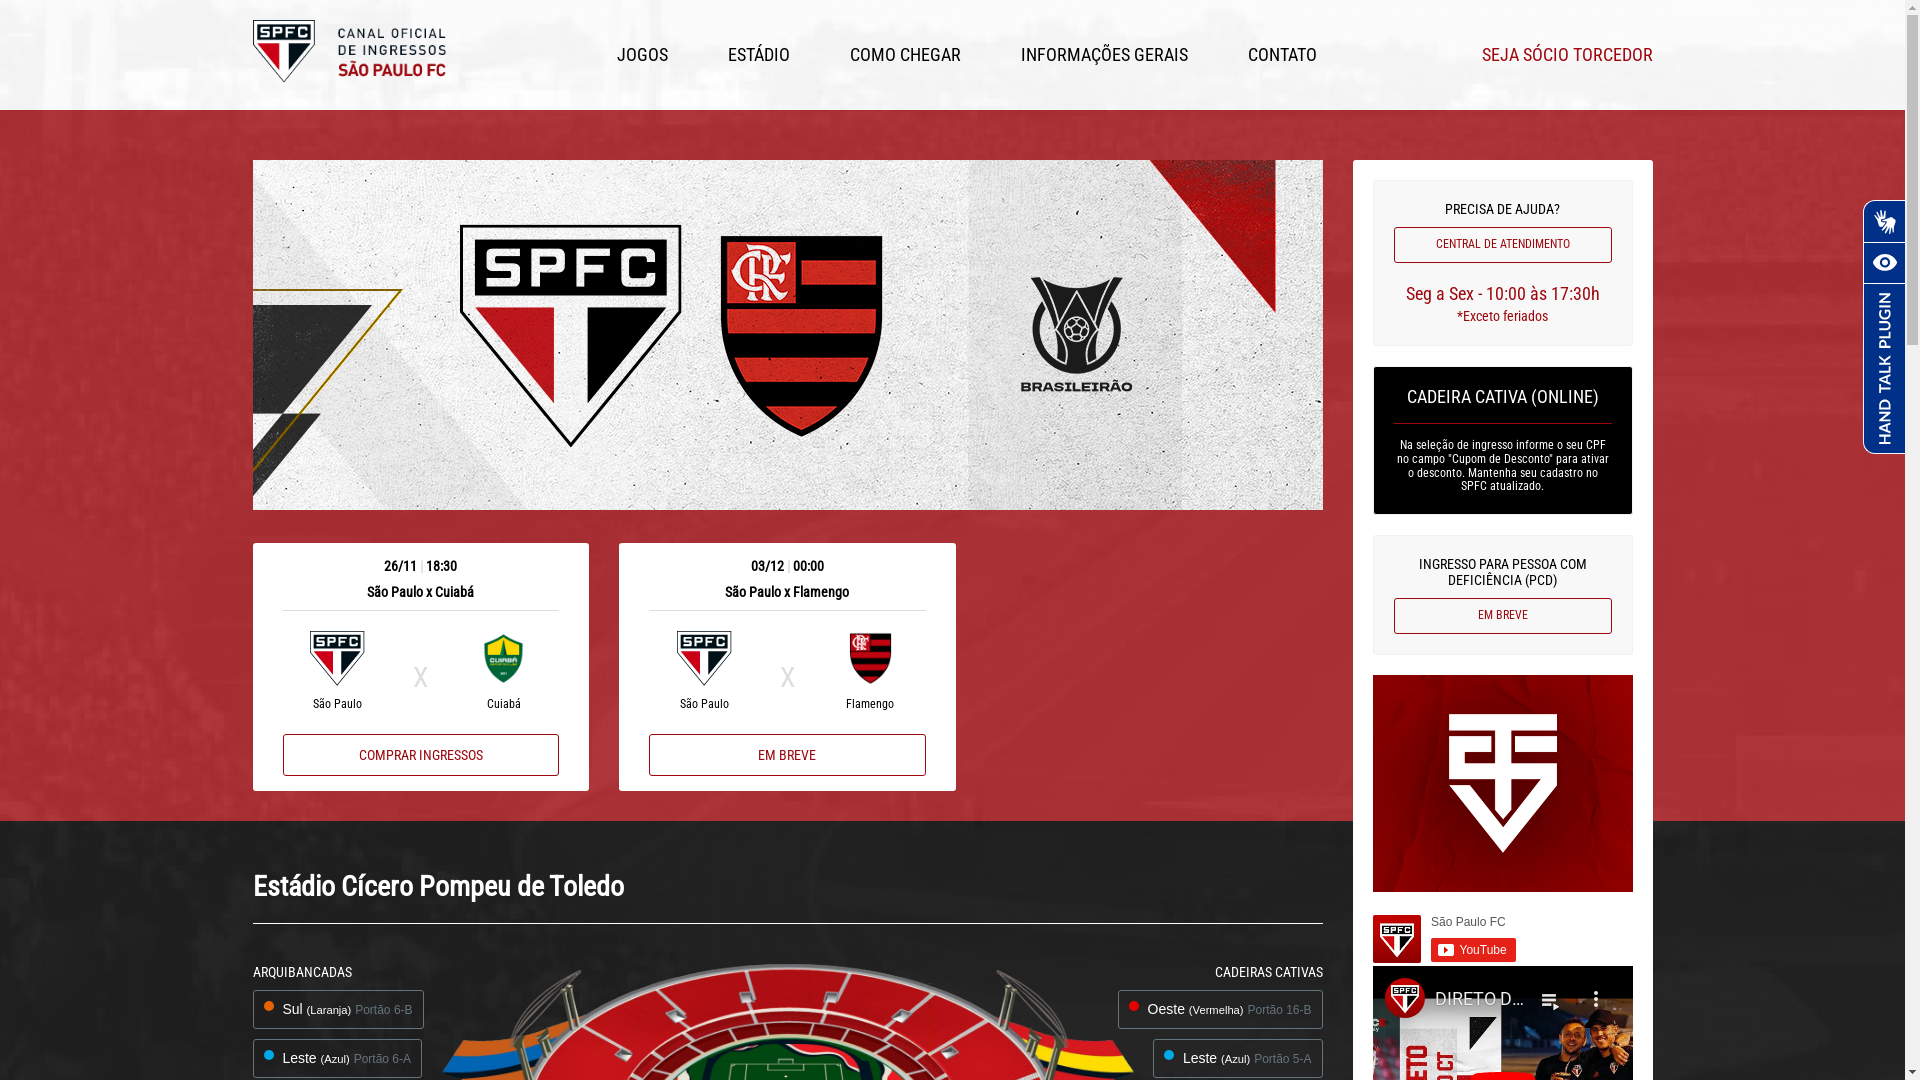 SPFC
CANAL OFICIAL
DE INGRESSOS
SÃO PAULO FC
JOGOS
ESTÁDIO
COMO CHEGAR
INFORMAÇÕES GERAIS
CONTATO
SEJA SÓCIO TORCEDOR
SPFC
CRF
BRASILEIRÃO
26/11 | 18:30
São Paulo x Cuiabá
SPFC
CUIABÁ
X
São Paulo
Cuiabá
COMPRAR INGRESSOS
03/12 | 00:00
São Paulo x Flamengo
SPFC
X
São Paulo
Flamengo
EM BREVE
PRECISA DE AJUDA?
CENTRAL DE ATENDIMENTO
Seg a Sex - 10:00 às 17:30h
*Exceto feriados
CADEIRA CATIVA (ONLINE)
Na seleção de ingresso informe o seu CPF
no campo "Cupom de Desconto" para ativar
o desconto. Mantenha seu cadastro no
SPFC atualizado.
INGRESSO PARA PESSOA COM
DEFICIÊNCIA (PCD)
EM BREVE
HAND TALK PLUGIN
SPFC
São Paulo FC
YouTube
SPFC
DIRETO D...
Estádio Cícero Pompeu de Toledo
ARQUIBANCADAS
Sul (Laranja) Portão 6-B
Leste (Azul) Portão 6-A
CADEIRAS CATIVAS
Oeste (Vermelha) Portão 16-B
Leste (Azul) Portão 5-A